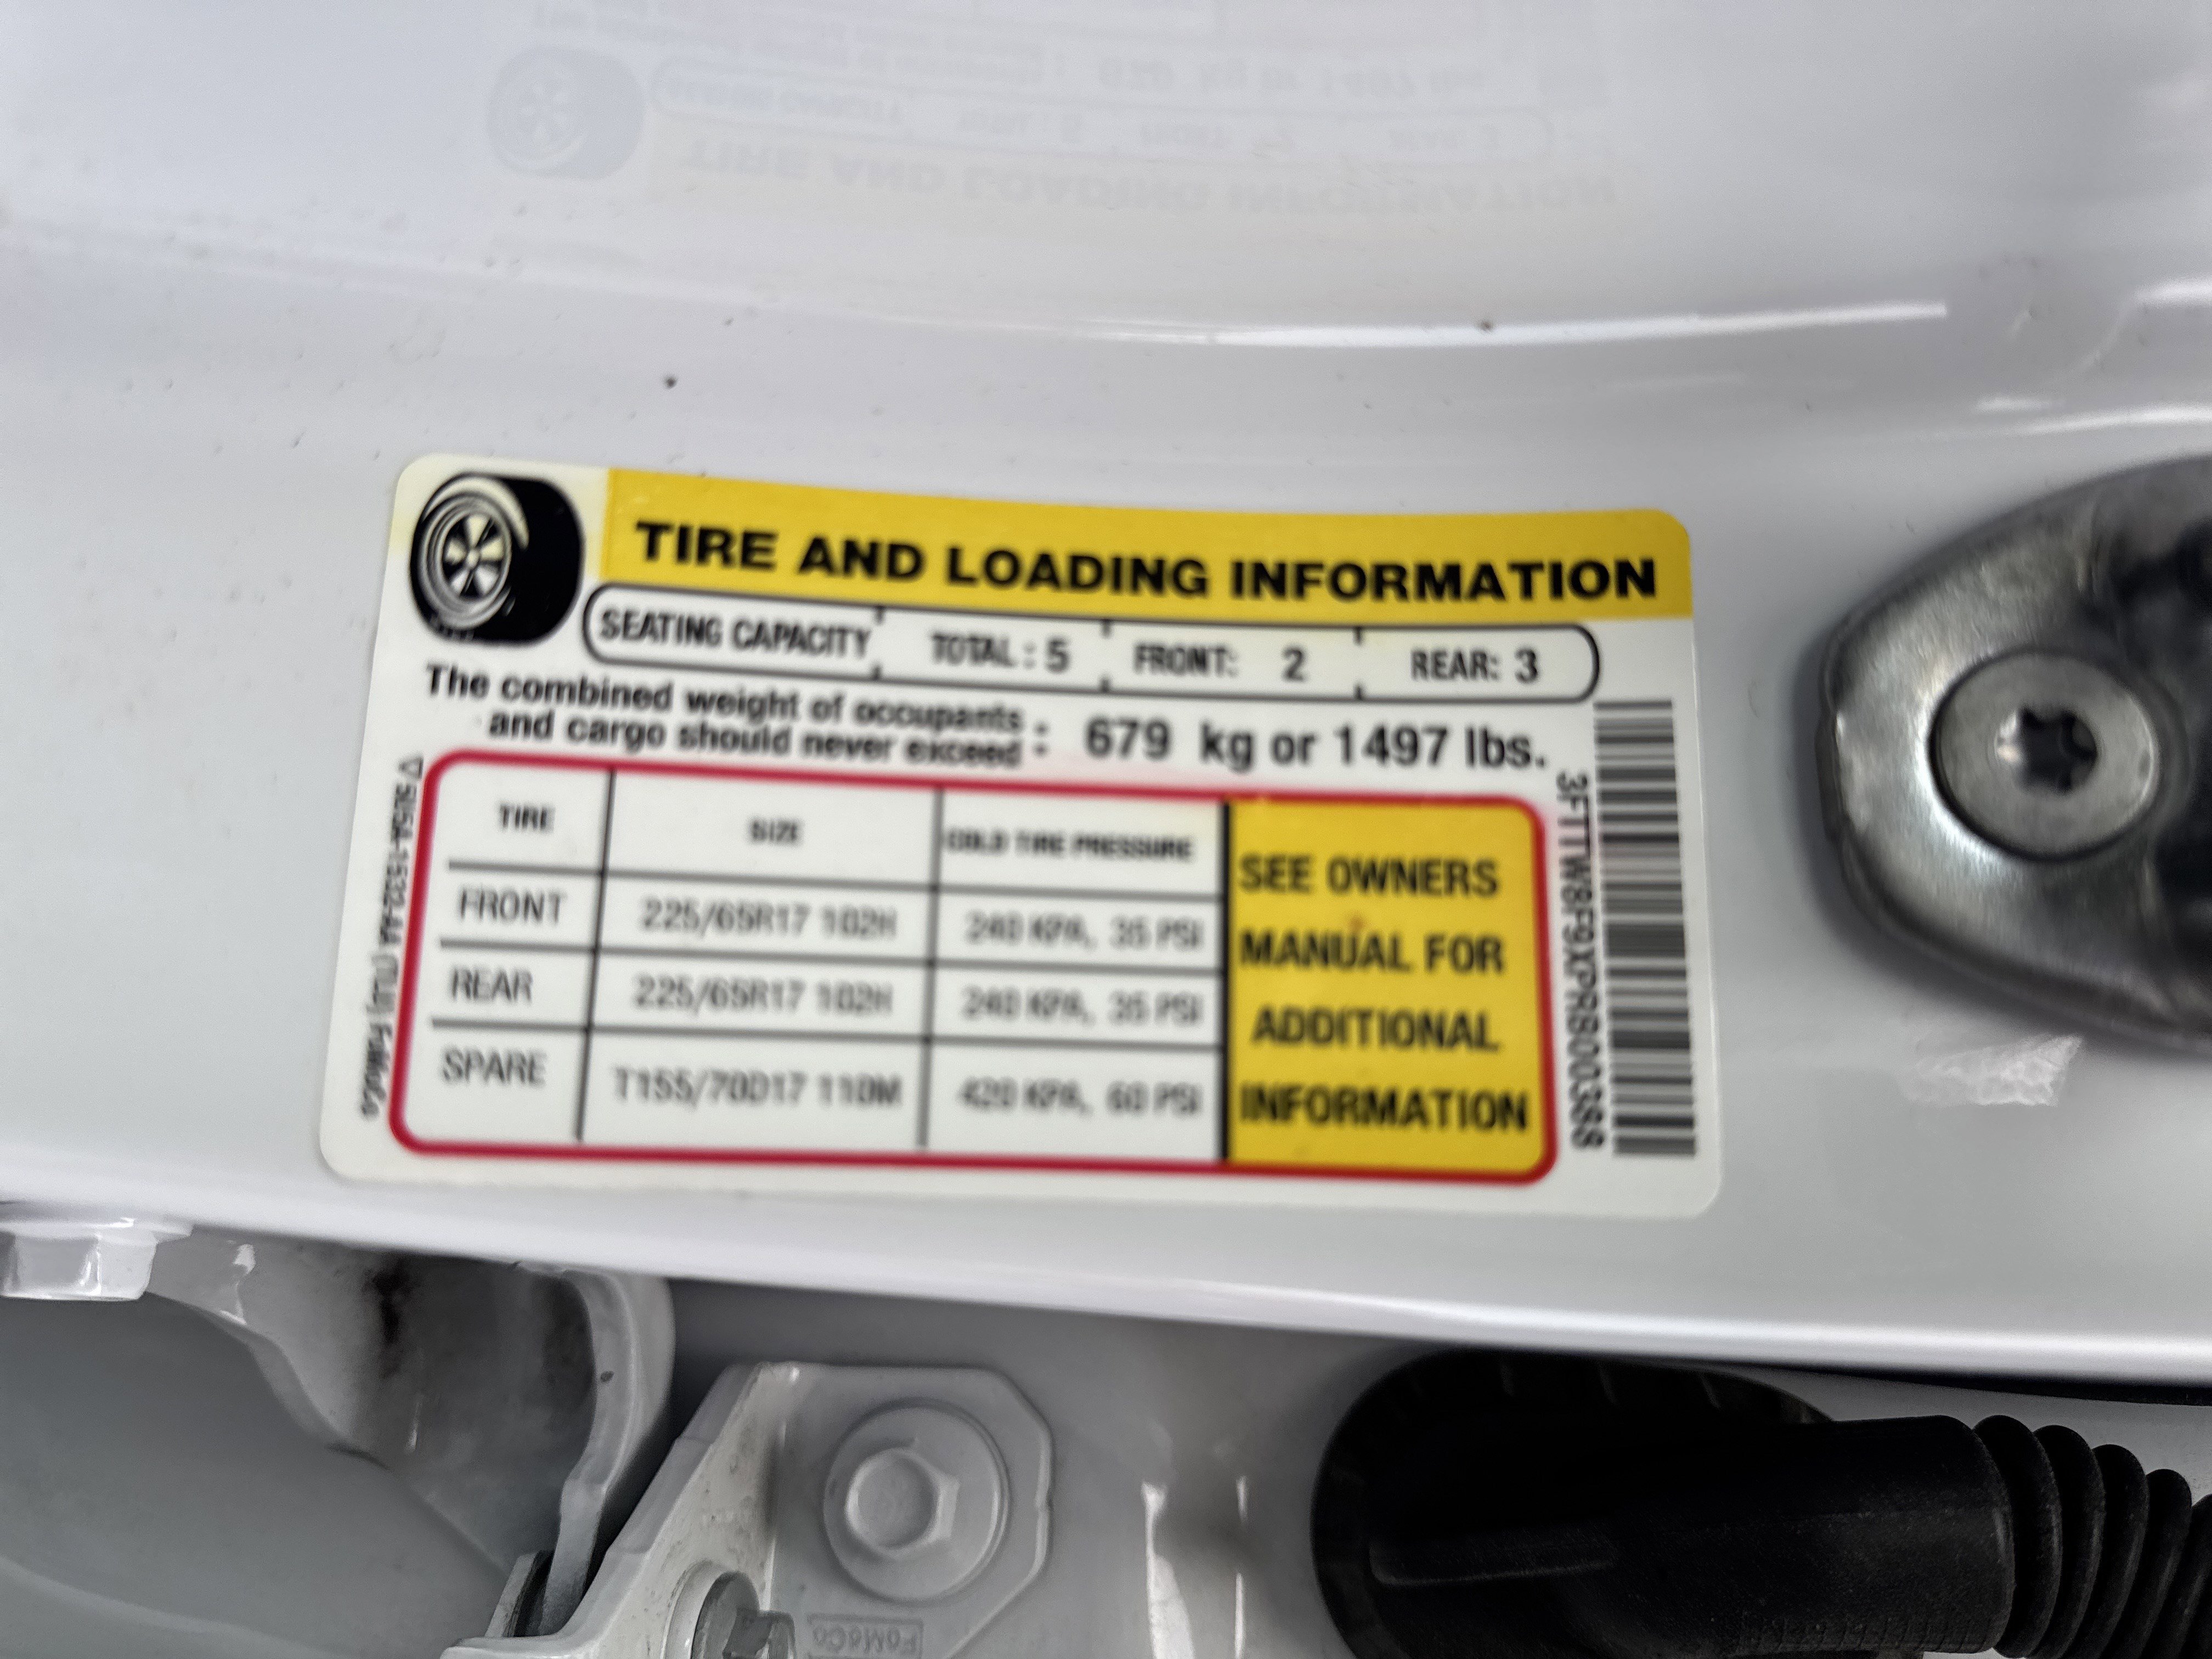 TIRE AND LOADING INFORMATION
SEATING CAPACITY TOTAL : 5 FRONT: 2 REAR: 3
The combined weight of occupants
and cargo should never exceed : 679 kg or 1497 lbs.
TIRE SIZE COLD TIRE PRESSURE
FRONT 225/65R17 102H 240 KPA, 35 PSI
REAR 225/65R17 102H 240 KPA, 35 PSI
SPARE T155/70D17 110M 420 KPA, 60 PSI
SEE OWNERS
MANUAL FOR
ADDITIONAL
INFORMATION
3FTTW8F9XPRB00388
FoMoCo
FoMoCo